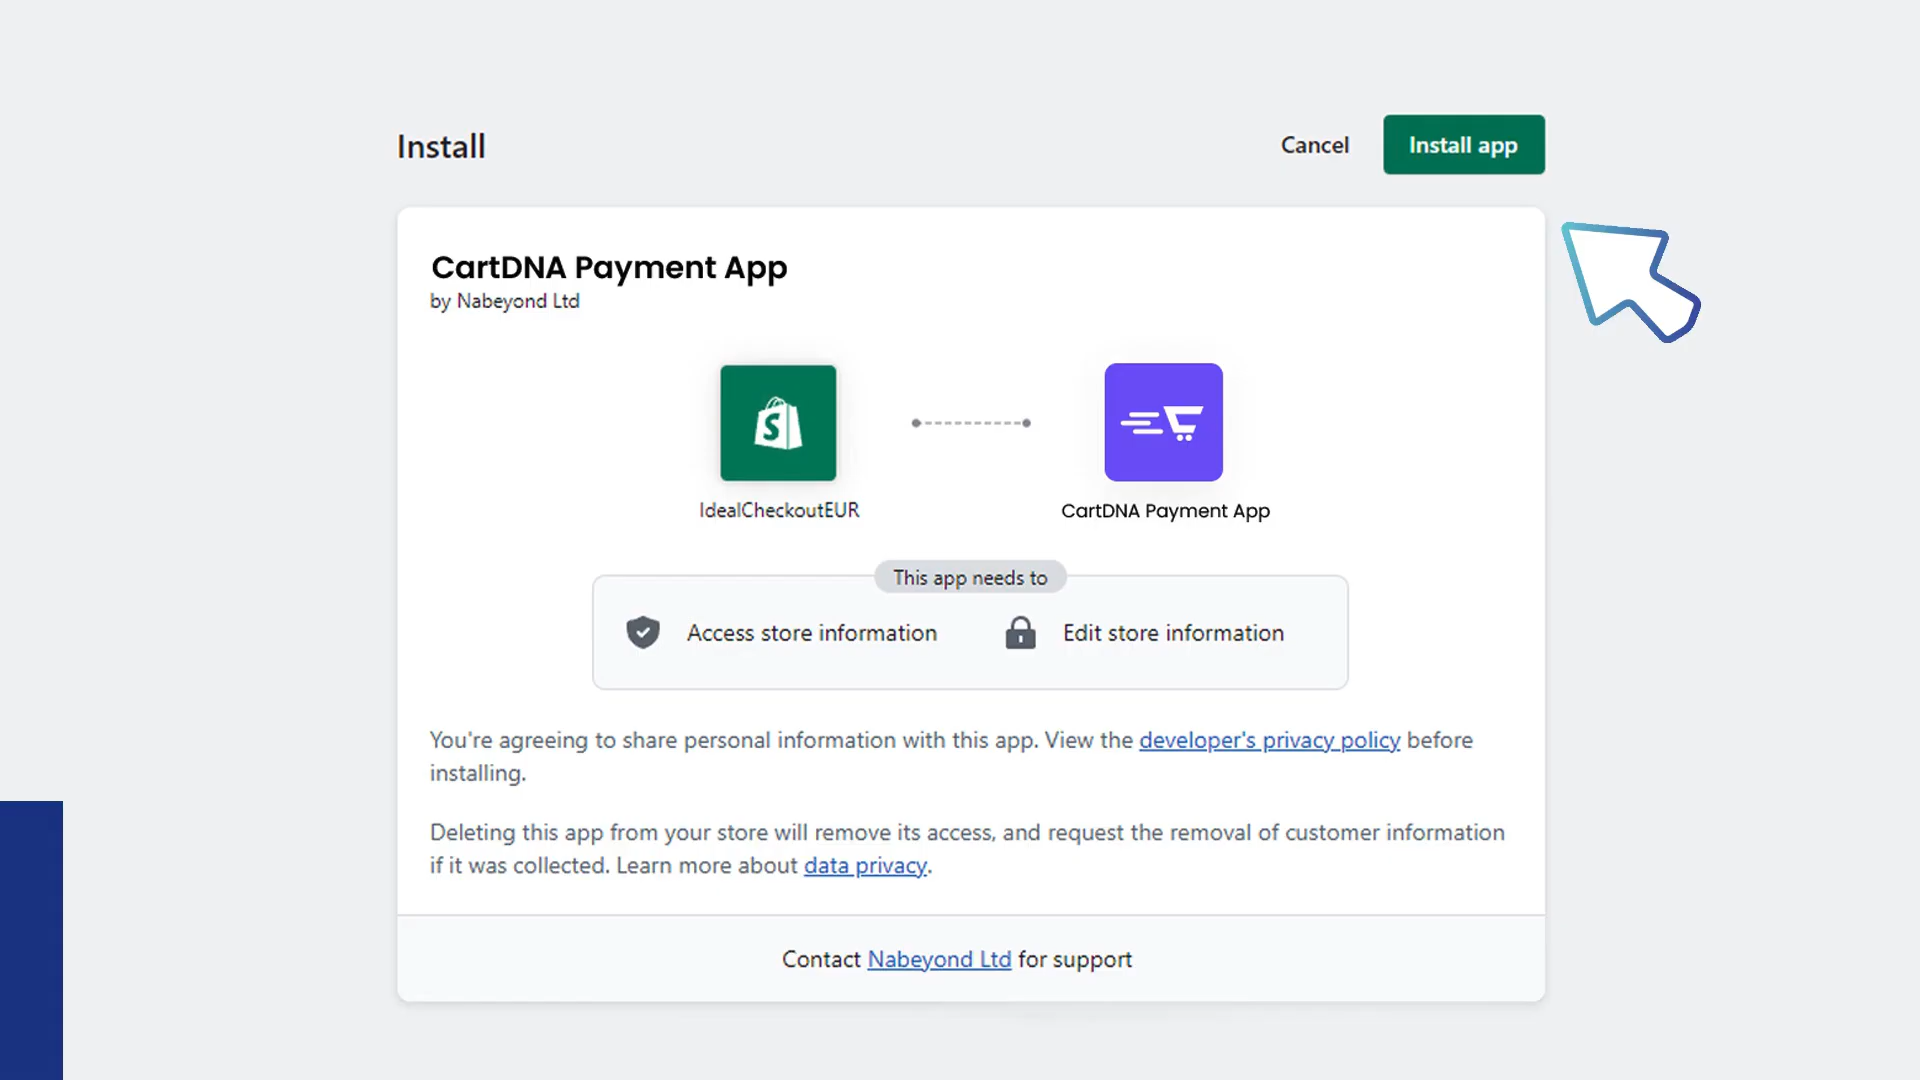 Install
Cancel
Install app
CartDNA Payment App
by Nabeyond Ltd
IdealCheckoutEUR
CartDNA Payment App
This app needs to
Access store information
Edit store information
You're agreeing to share personal information with this app. View the developer's privacy policy before
installing.
Deleting this app from your store will remove its access, and request the removal of customer information
if it was collected. Learn more about data privacy.
Contact Nabeyond Ltd for support